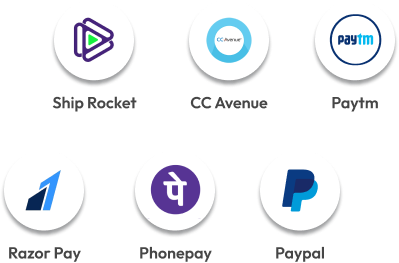 CC Avenue
paytm
Ship Rocket
CC Avenue
Paytm
पे
Razor Pay
Phonepay
Paypal